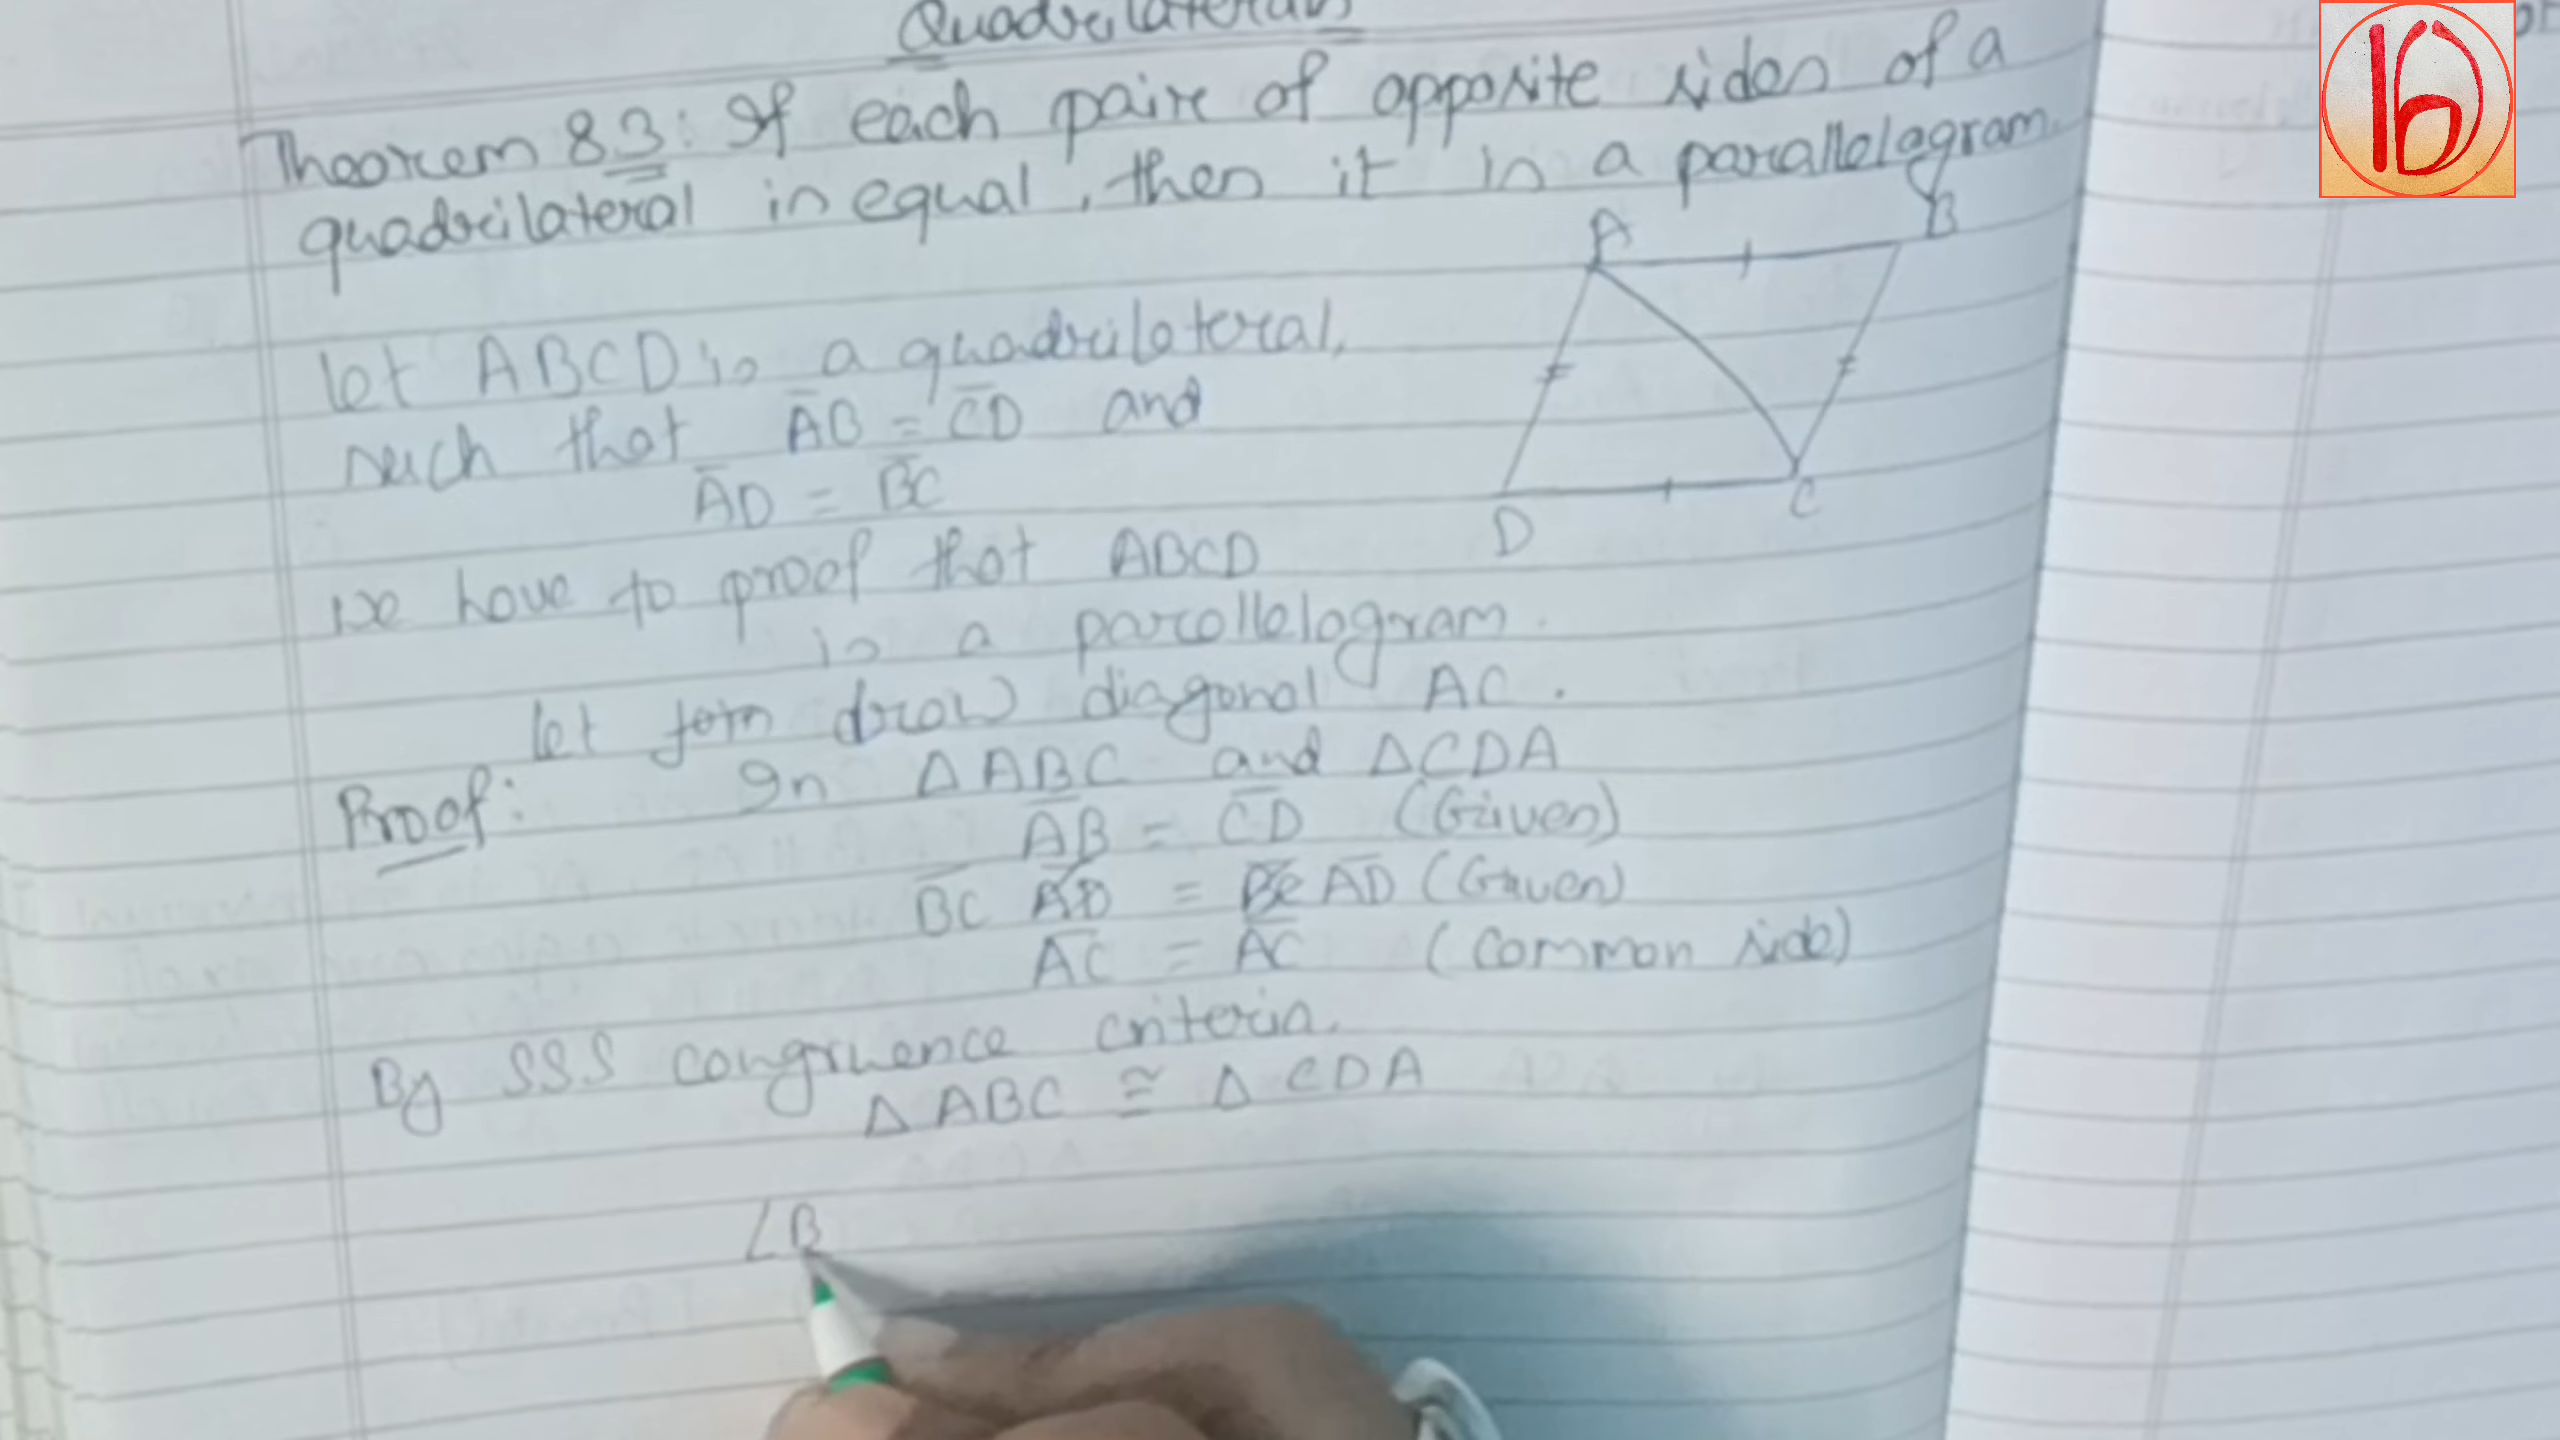 Quadrilaterals
Theorem 8.3: If each pair of opposite sides of a
quadrilateral is equal, then it is a parallelogram.
A
B
let ABCD is a quadrilateral,
such that AB = CD and
AD = BC
D
C
we have to proof that ABCD
is a parallelogram.
let join draw diagonal AC.
Proof: In △ABC and △CDA
AB = CD (Given)
BC AD = BC AD (Given)
AC = AC (Common side)
By SSS congruence criteria.
△ABC ≅ △CDA
∠B